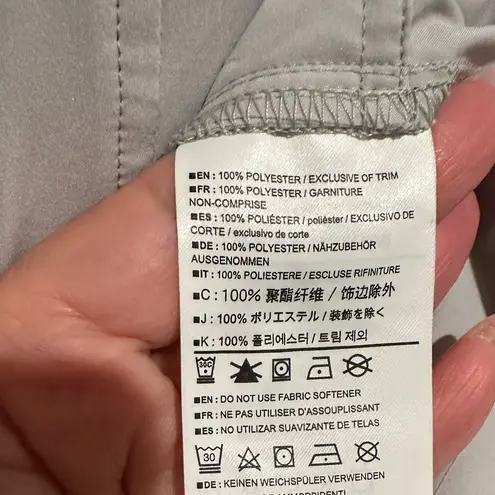 ■EN : 100% POLYESTER / EXCLUSIVE OF TRIM
■FR : 100% POLYESTER / GARNITURE
NON-COMPRISE
■ES : 100% POLIÉSTER / poliéster / EXCLUSIVO DE
CORTE / exclusivo de corte
■DE : 100% POLYESTER / NÄHZUBEHÖR
AUSGENOMMEN
■IT : 100% POLIESTERE / ESCLUSE RIFINITURE
■C : 100% 聚酯纤维 / 饰边除外
■J : 100% ポリエステル / 装飾を除く
■K : 100% 폴리에스터 / 트림 제외
30C
■EN : DO NOT USE FABRIC SOFTENER
■FR : NE PAS UTILISER D'ASSOUPLISSANT
■ES : NO UTILIZAR SUAVIZANTE DE TELAS
30
■DE : KEINEN WEICHSPÜLER VERWENDEN